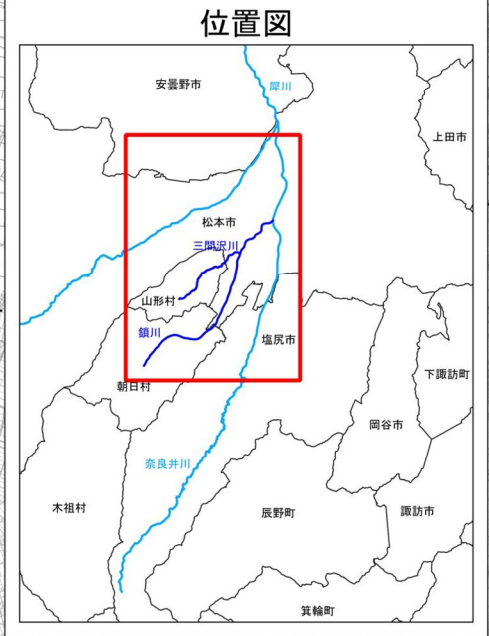 位置図
安曇野市
犀川
上田市
松本市
三間沢川
山形村
鎖川
塩尻市
朝日村
下諏訪町
岡谷市
奈良井川
木祖村
辰野町
諏訪市
箕輪町